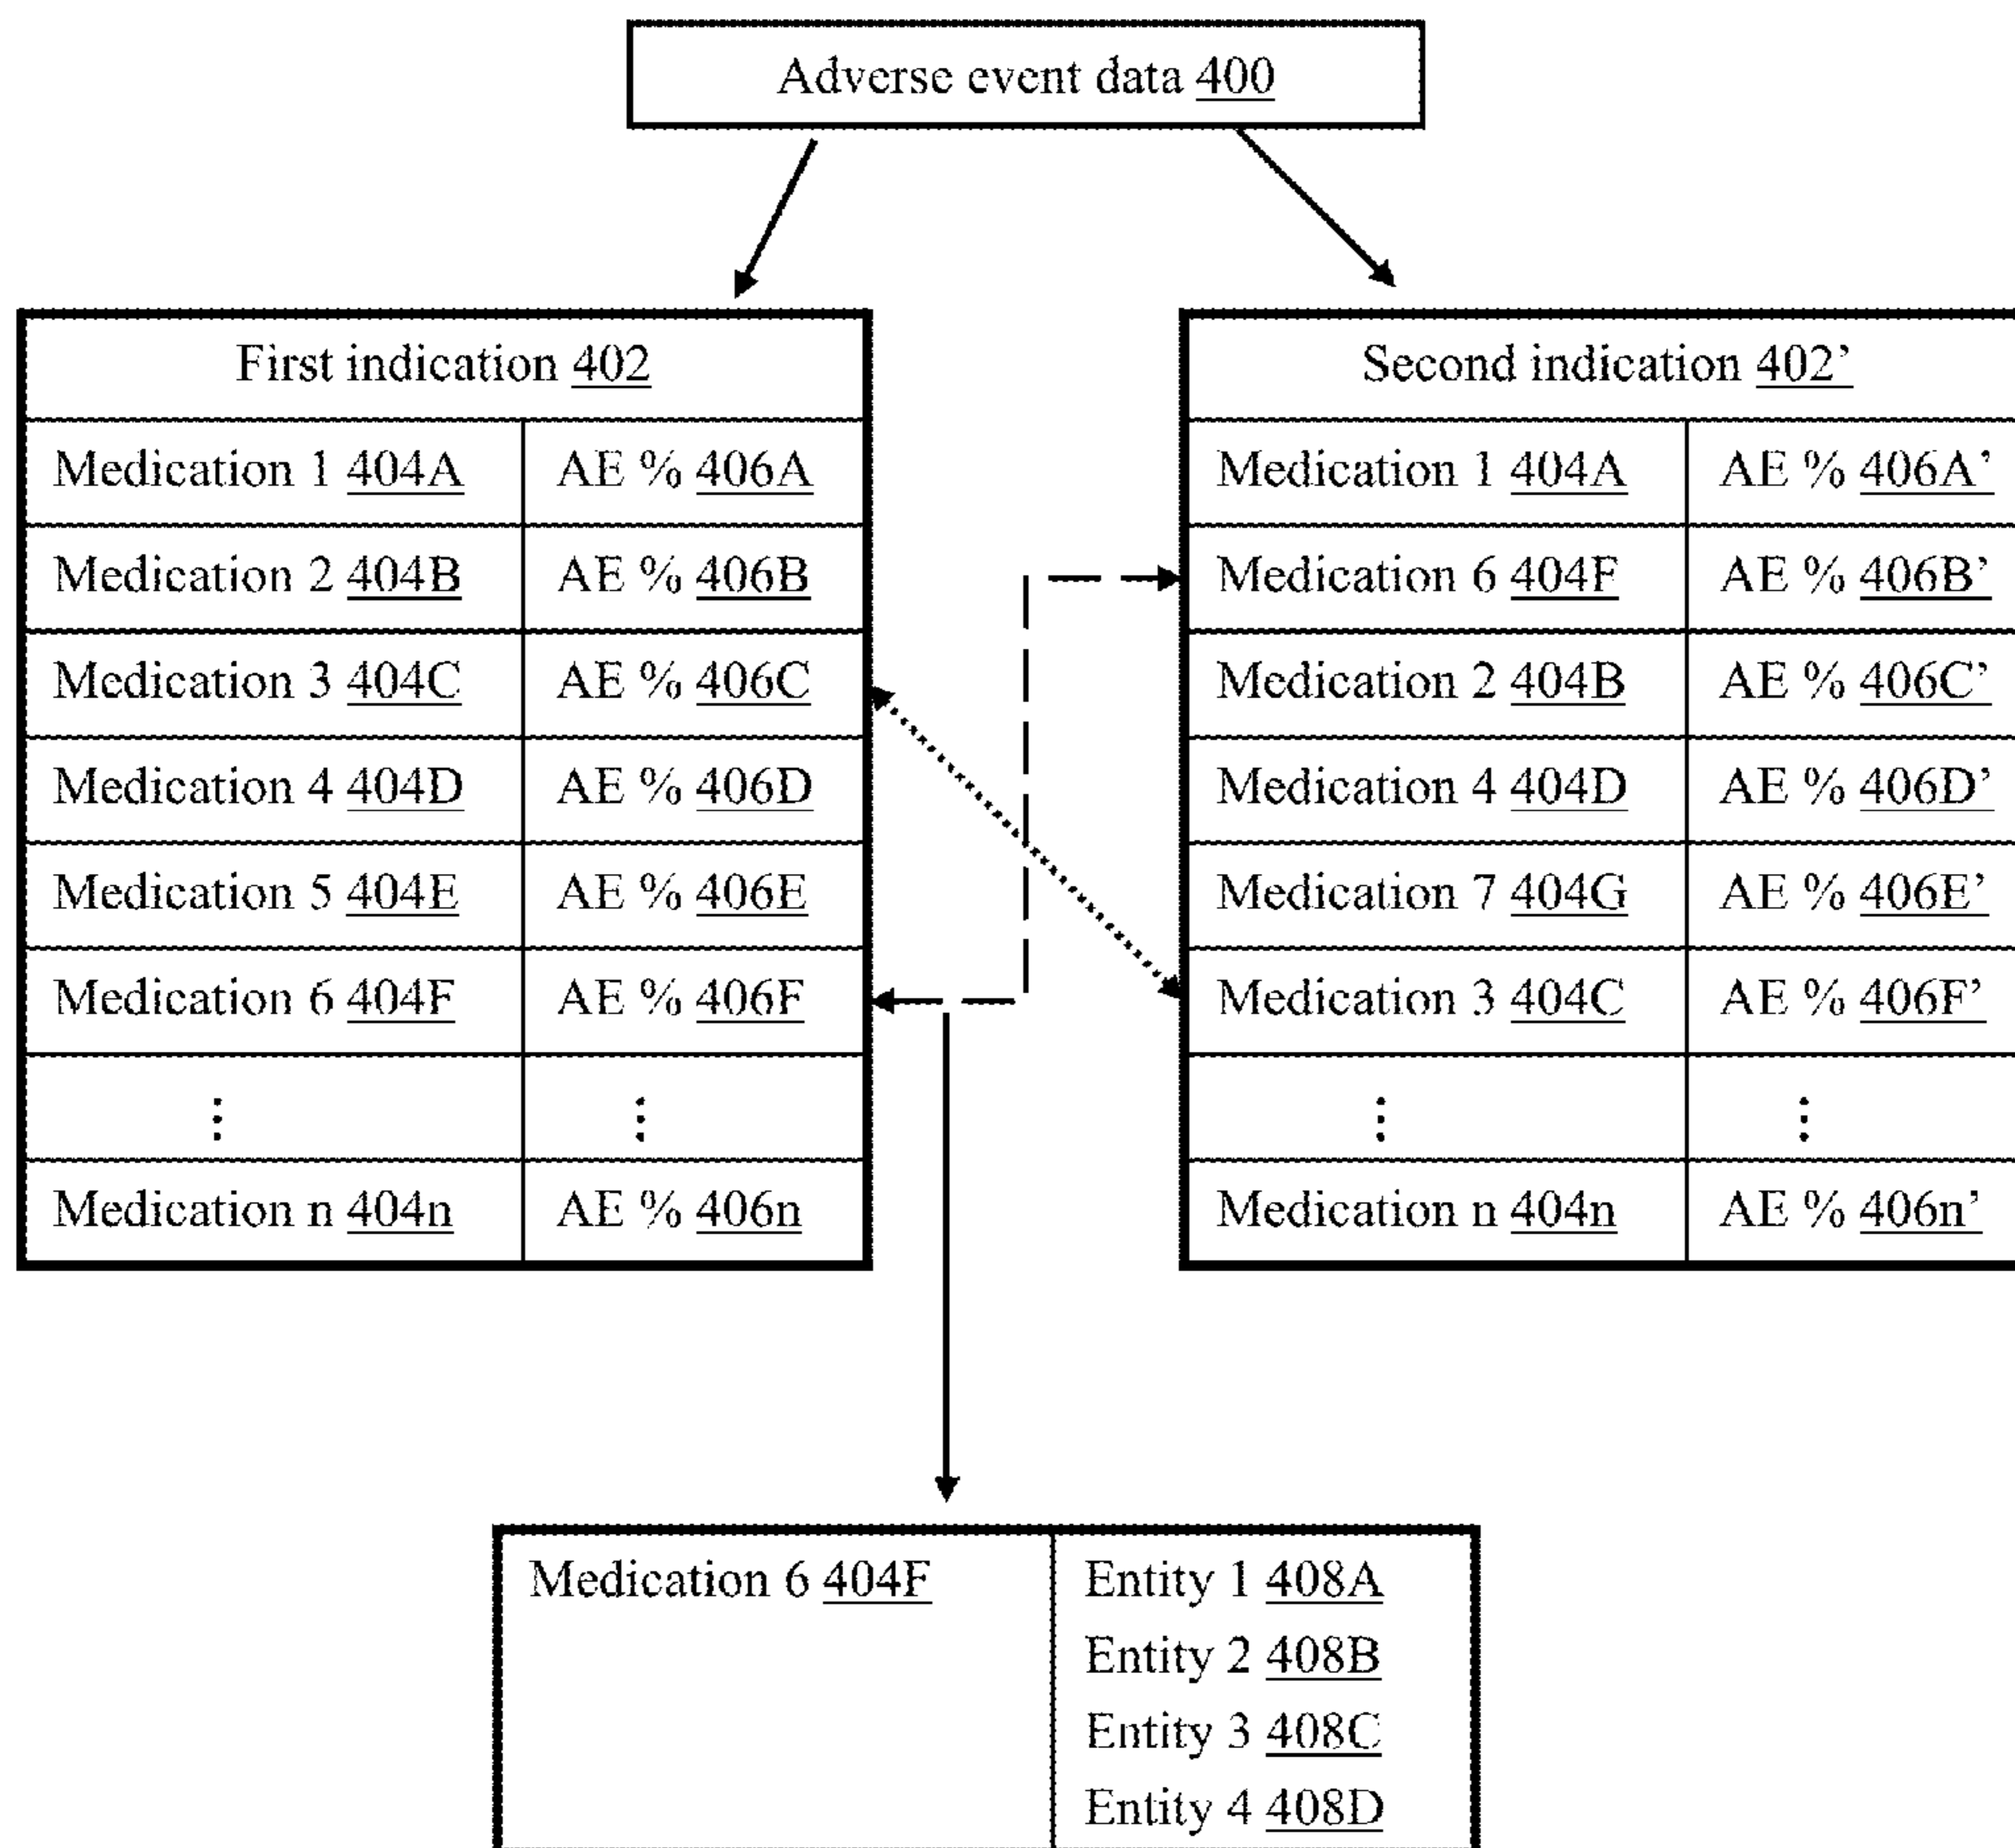 Adverse event data 400
First indication 402
Medication 1 404A AE % 406A
Medication 2 404B AE % 406B
Medication 3 404C AE % 406C
Medication 4 404D AE % 406D
Medication 5 404E AE % 406E
Medication 6 404F AE % 406F
⋮ ⋮
Medication n 404n AE % 406n
Second indication 402’
Medication 1 404A AE % 406A’
Medication 6 404F AE % 406B’
Medication 2 404B AE % 406C’
Medication 4 404D AE % 406D’
Medication 7 404G AE % 406E’
Medication 3 404C AE % 406F’
⋮ ⋮
Medication n 404n AE % 406n’
Medication 6 404F Entity 1 408A
Entity 2 408B
Entity 3 408C
Entity 4 408D